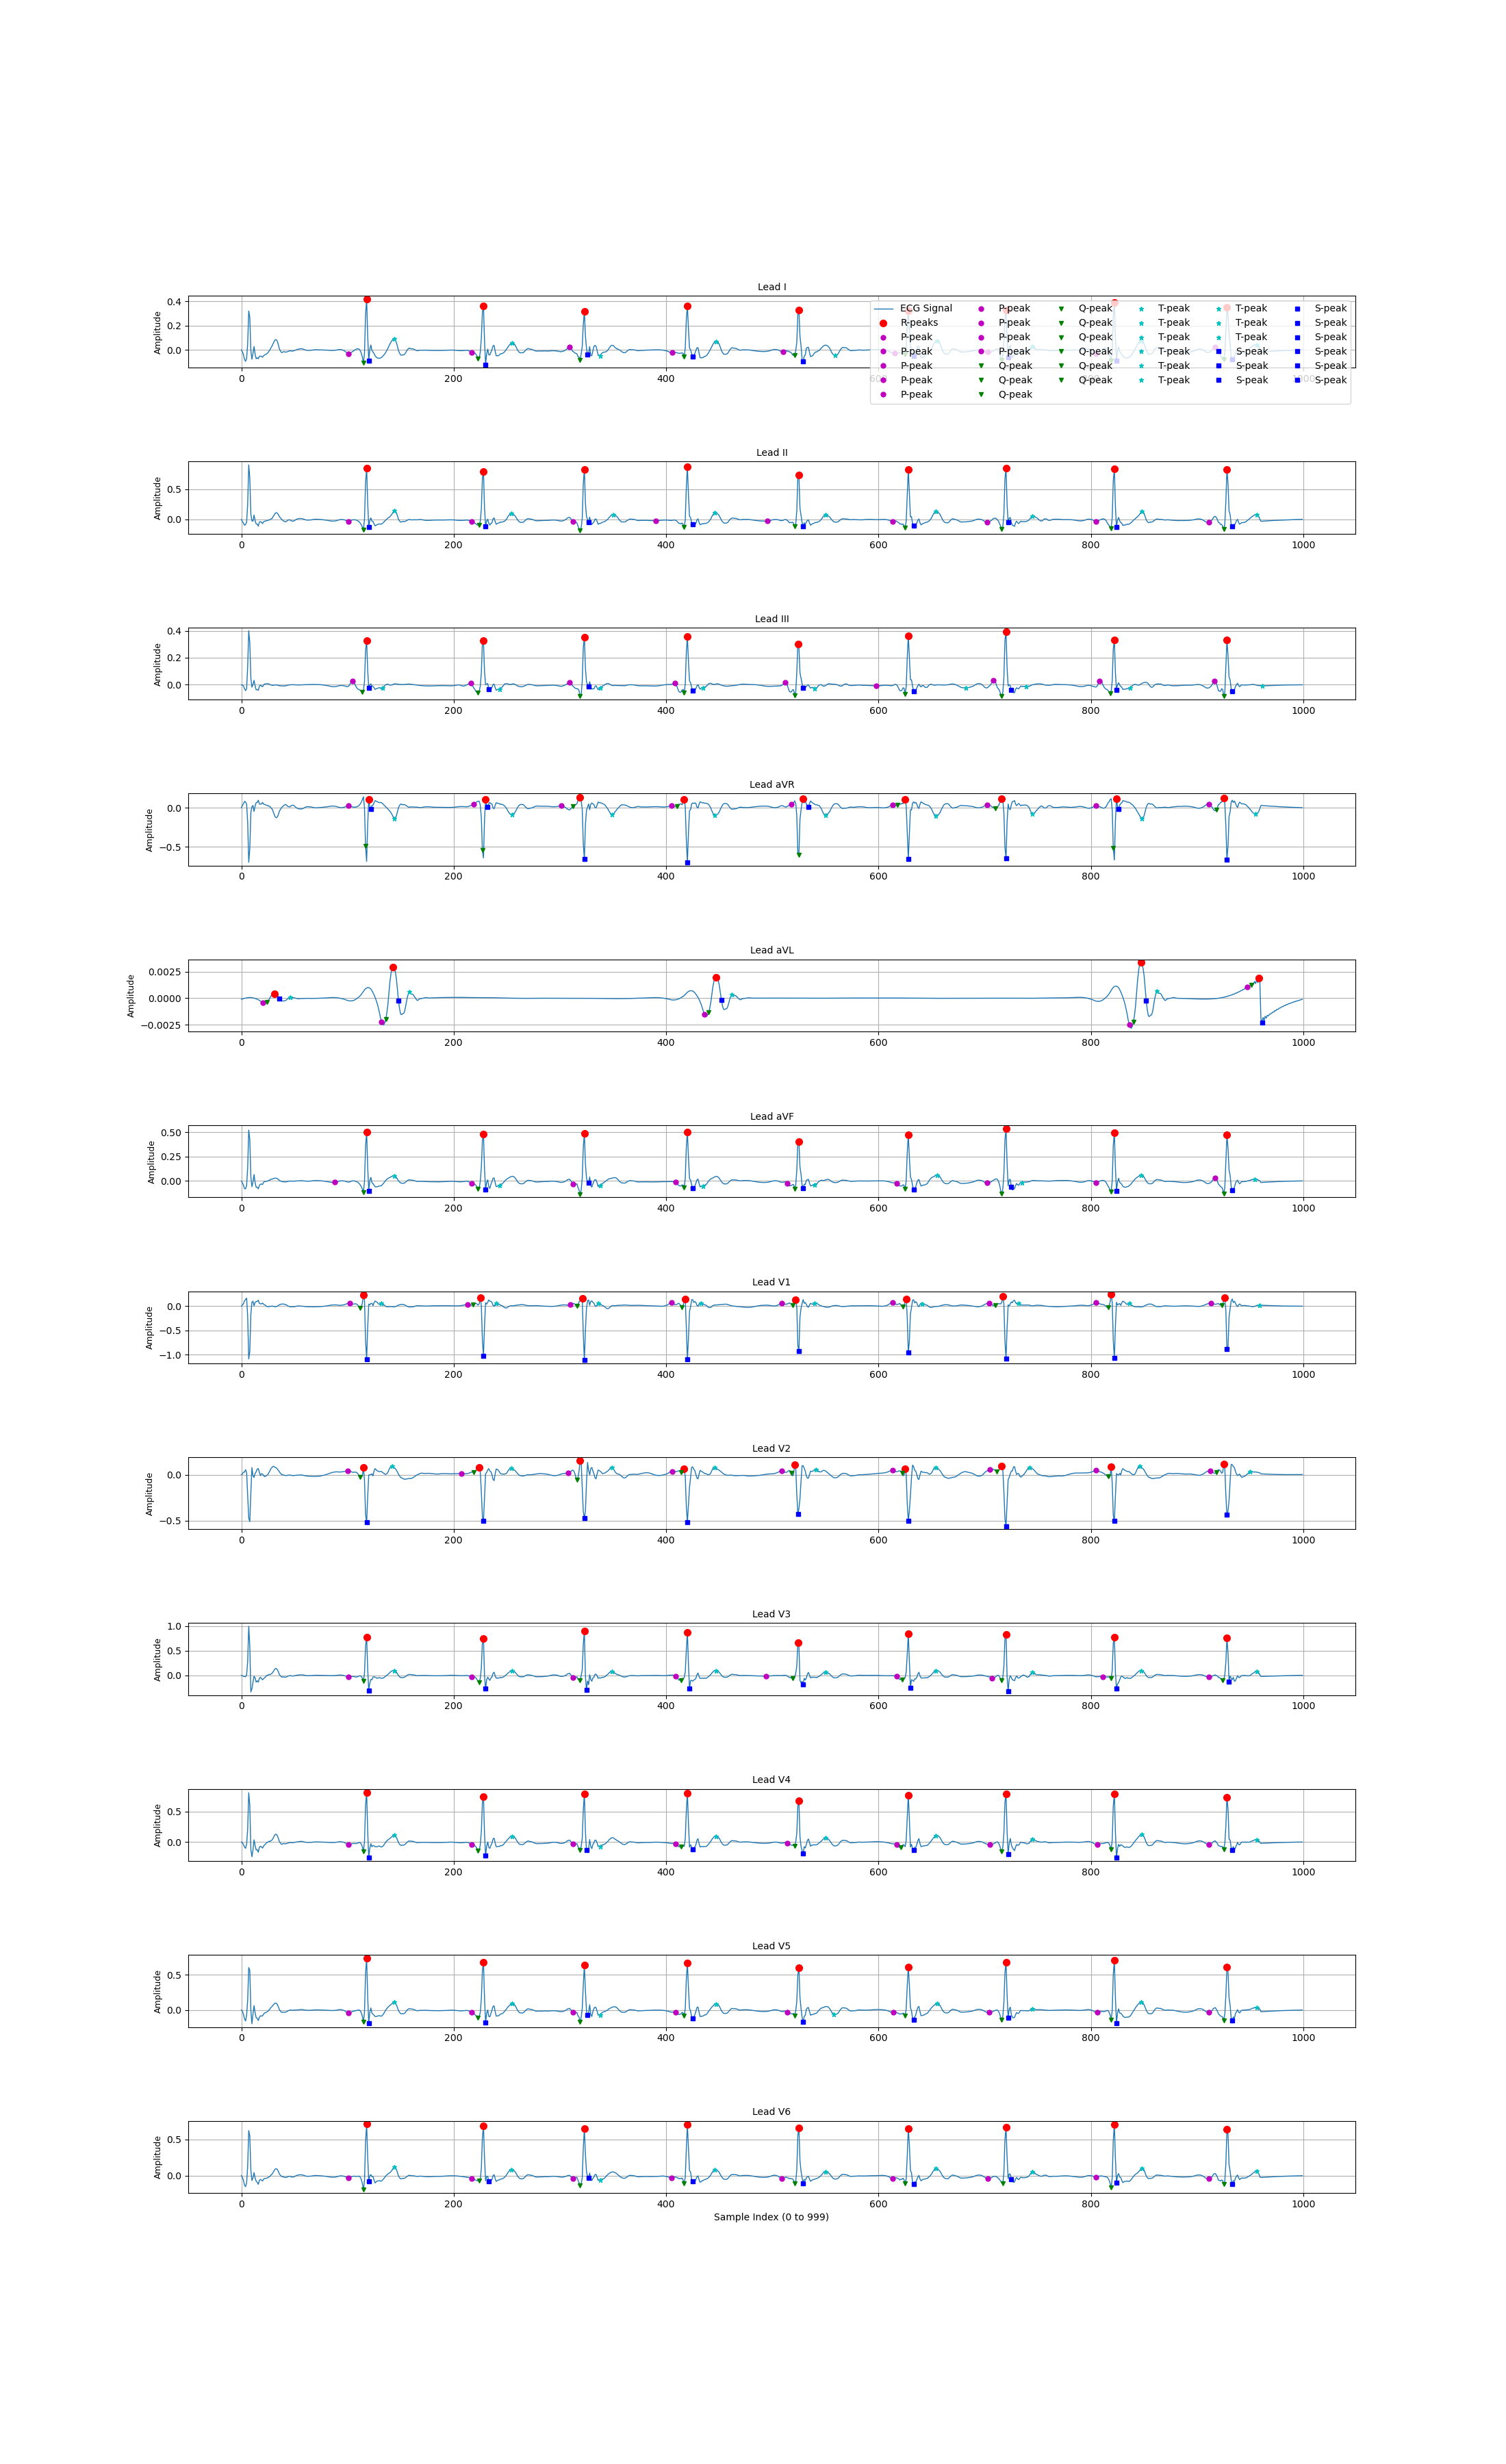 Lead I
Amplitude
0.4
0.2
0.0
ECG Signal P-peak Q-peak T-peak T-peak S-peak
R-peaks P-peak Q-peak T-peak T-peak S-peak
P-peak P-peak Q-peak T-peak T-peak S-peak
P-peak P-peak Q-peak T-peak S-peak S-peak
P-peak Q-peak Q-peak T-peak S-peak S-peak
P-peak Q-peak Q-peak T-peak S-peak S-peak
P-peak Q-peak
0 200 400 600 800 1000
Lead II
Amplitude
0.5
0.0
0 200 400 600 800 1000
Lead III
Amplitude
0.4
0.2
0.0
0 200 400 600 800 1000
Lead aVR
Amplitude
0.0
−0.5
0 200 400 600 800 1000
Lead aVL
Amplitude
0.0025
0.0000
−0.0025
0 200 400 600 800 1000
Lead aVF
Amplitude
0.50
0.25
0.00
0 200 400 600 800 1000
Lead V1
Amplitude
0.0
−0.5
−1.0
0 200 400 600 800 1000
Lead V2
Amplitude
0.0
−0.5
0 200 400 600 800 1000
Lead V3
Amplitude
1.0
0.5
0.0
0 200 400 600 800 1000
Lead V4
Amplitude
0.5
0.0
0 200 400 600 800 1000
Lead V5
Amplitude
0.5
0.0
0 200 400 600 800 1000
Lead V6
Amplitude
0.5
0.0
0 200 400 600 800 1000
Sample Index (0 to 999)